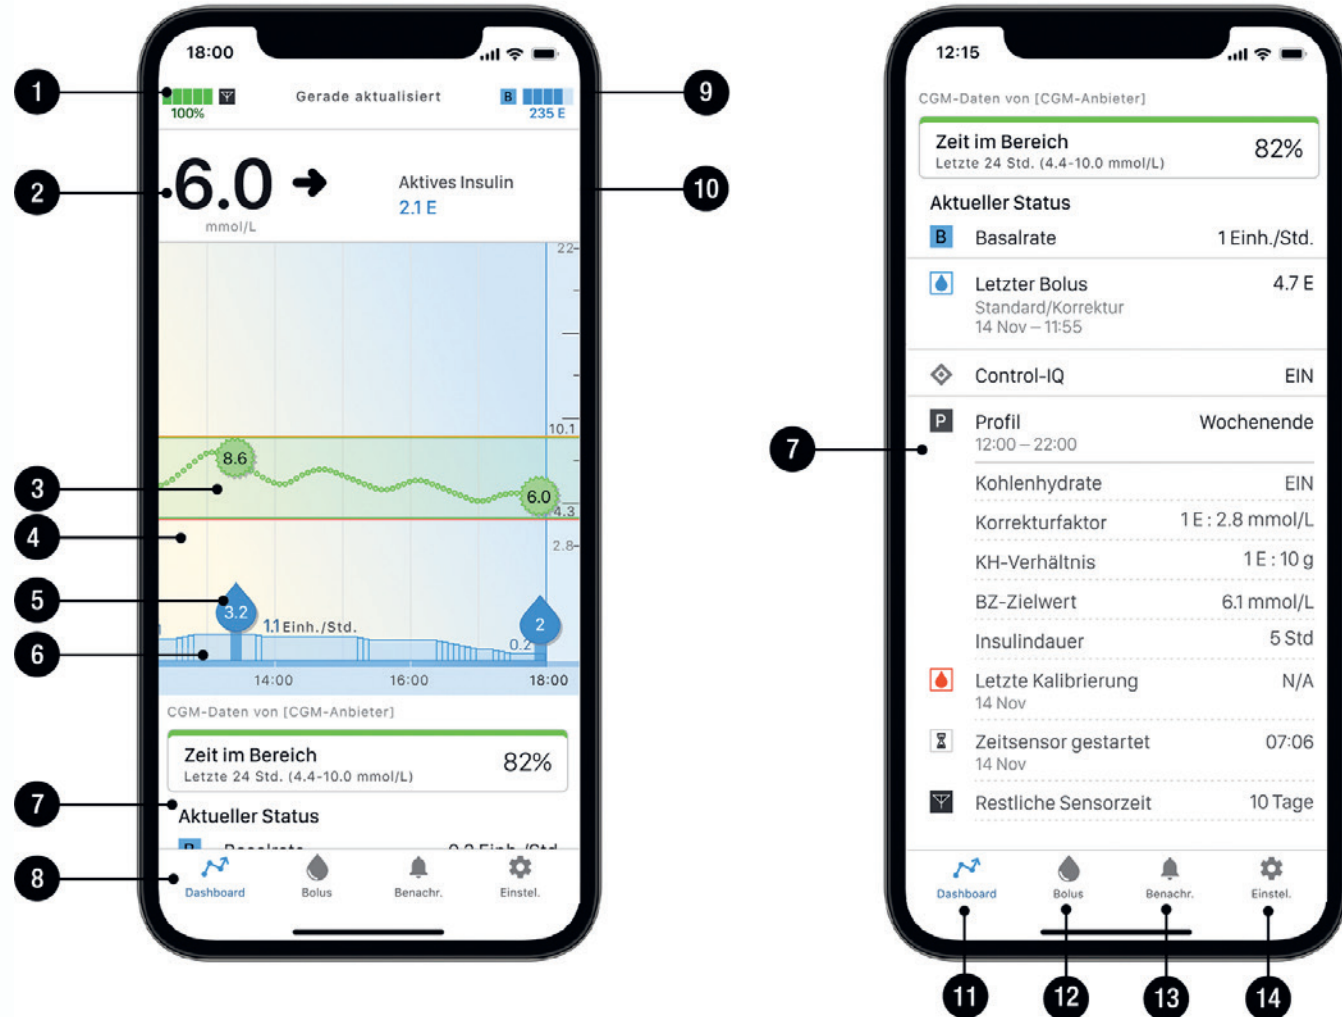 18:00
1
100%
Gerade aktualisiert
B
235 E
9
2
6.0
mmol/L
Aktives Insulin
2.1 E
10
22
10.1
8.6
3
6.0
4.3
4
2.8
5
3.2
1.1 Einh./Std.
2
0.2
6
14:00
16:00
18:00
CGM-Daten von [CGM-Anbieter]
Zeit im Bereich
Letzte 24 Std. (4.4-10.0 mmol/L)
82%
7
Aktueller Status
B Basalrate 0.2 Einh./Std
8
Dashboard
Bolus
Benachr.
Einstel.
12:15
CGM-Daten von [CGM-Anbieter]
Zeit im Bereich
Letzte 24 Std. (4.4-10.0 mmol/L)
82%
Aktueller Status
B Basalrate 1 Einh./Std.
Letzter Bolus 4.7 E
Standard/Korrektur
14 Nov – 11:55
Control-IQ EIN
P Profil Wochenende
12:00 – 22:00
7
Kohlenhydrate EIN
Korrekturfaktor 1 E : 2.8 mmol/L
KH-Verhältnis 1 E : 10 g
BZ-Zielwert 6.1 mmol/L
Insulindauer 5 Std
Letzte Kalibrierung N/A
14 Nov
Zeitsensor gestartet 07:06
14 Nov
Restliche Sensorzeit 10 Tage
Dashboard
Bolus
Benachr.
Einstel.
11
12
13
14